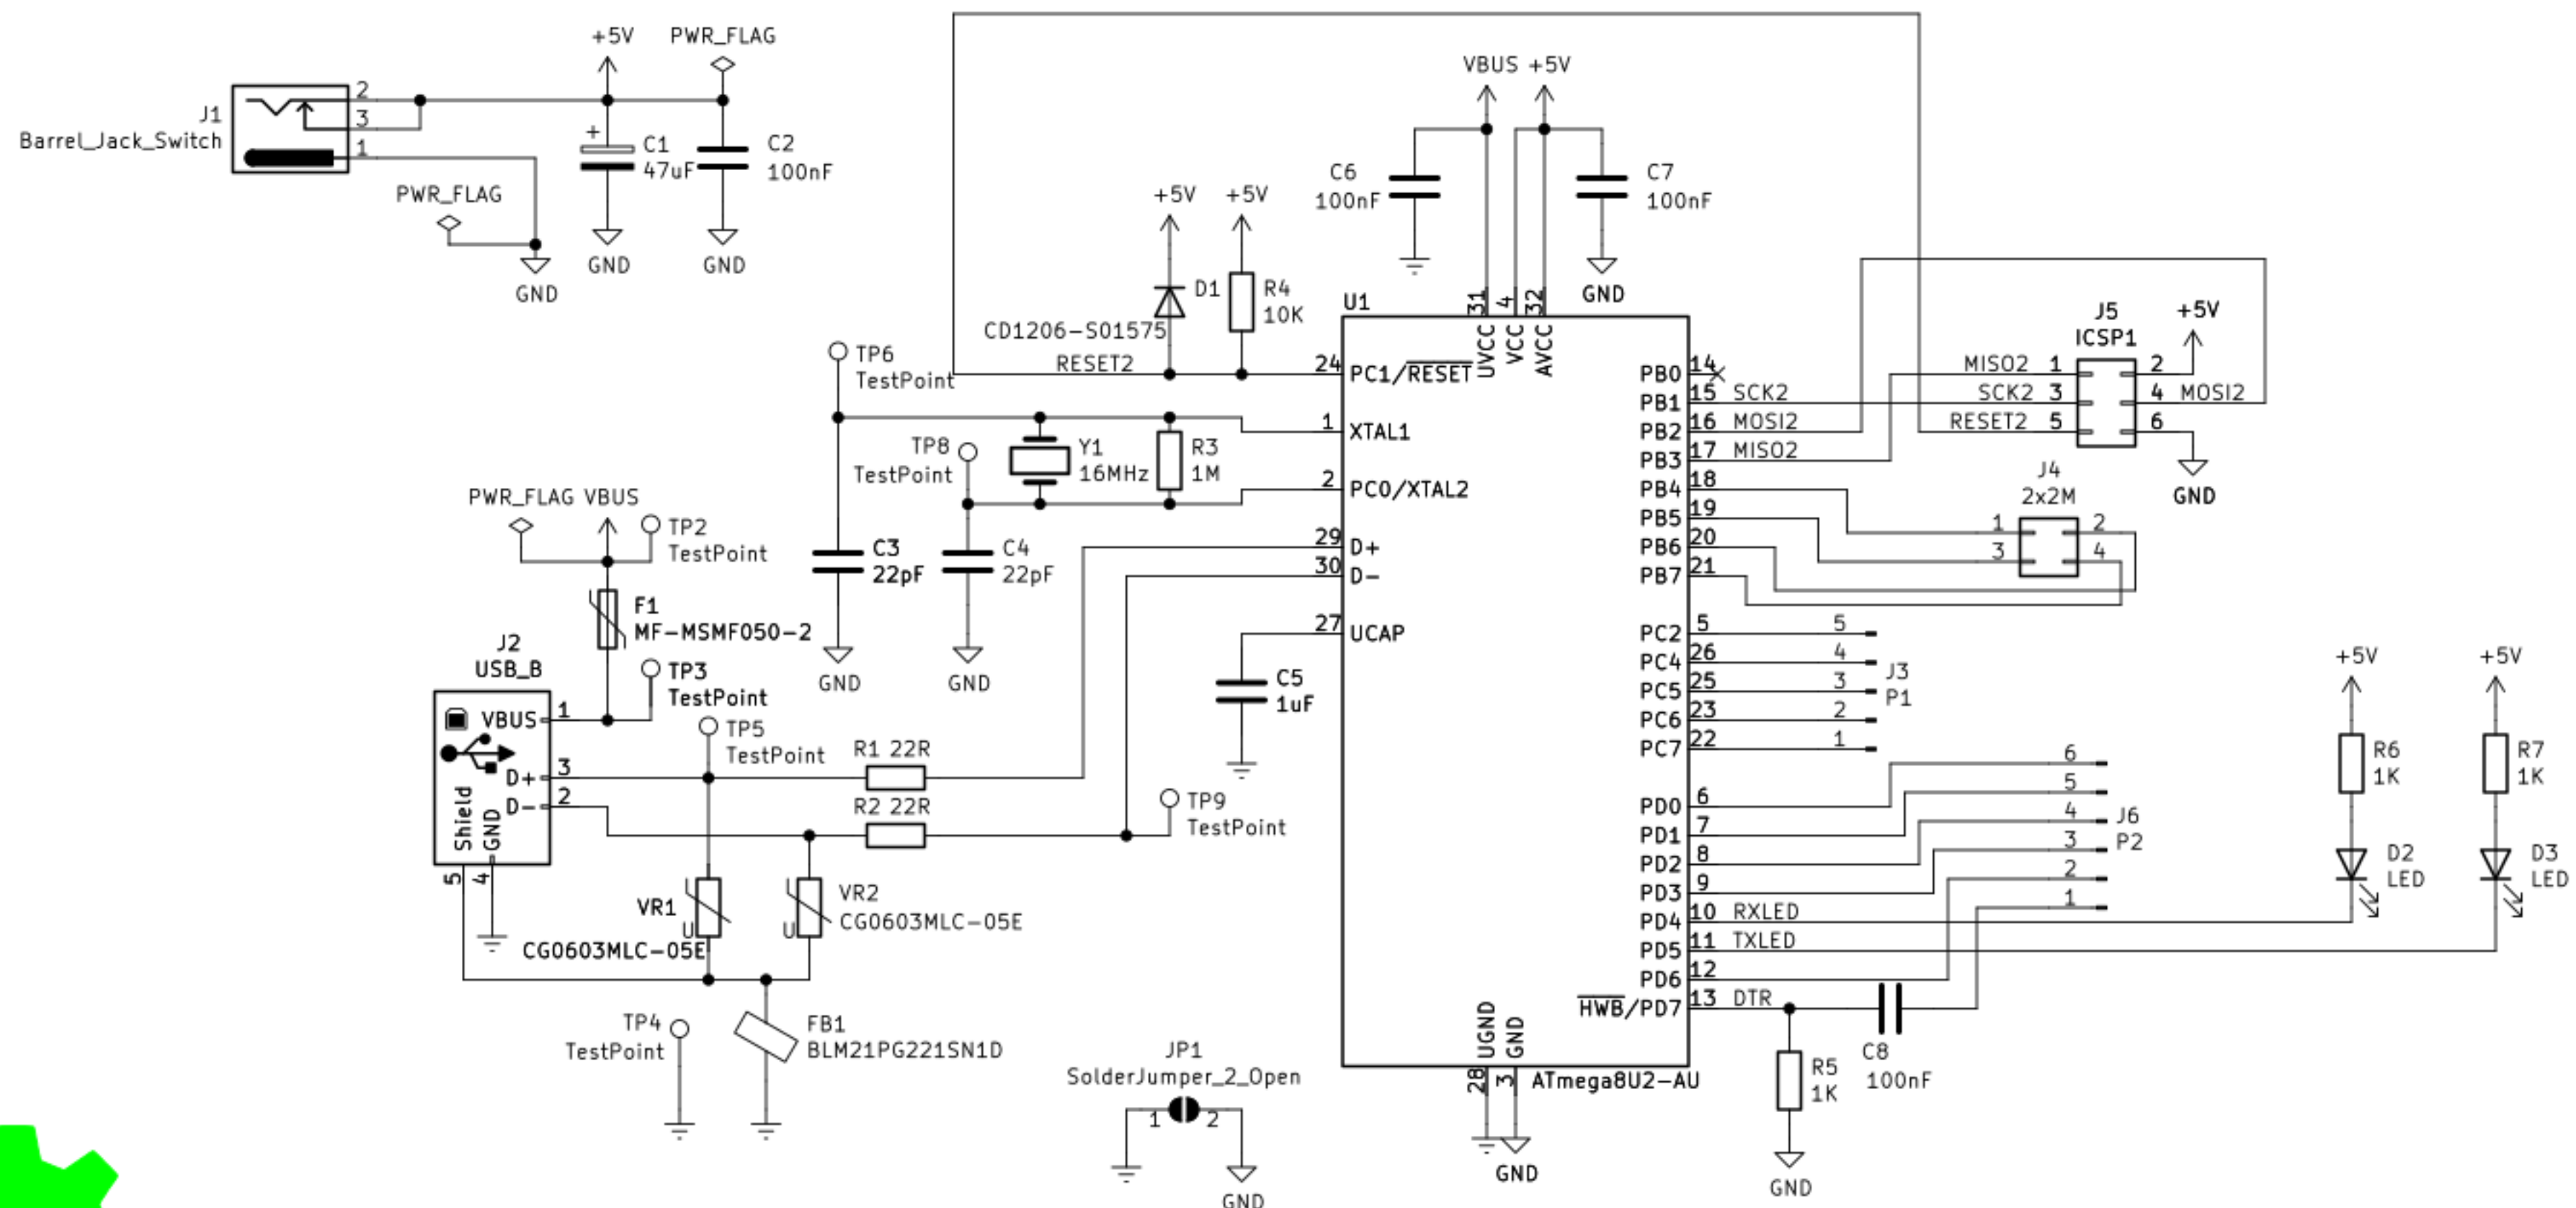 +5V
PWR_FLAG
J1
Barrel_Jack_Switch
2
3
1
+
C1
47uF
C2
100nF
PWR_FLAG
GND
GND
GND
VBUS
+5V
C6
100nF
C7
100nF
GND
+5V
+5V
D1
CD1206-S01575
R4
10K
RESET2
TP6
TestPoint
TP8
TestPoint
Y1
16MHz
R3
1M
C3
22pF
C4
22pF
GND
GND
PWR_FLAG
VBUS
TP2
TestPoint
F1
MF-MSMF050-2
TP3
TestPoint
J2
USB_B
VBUS
1
D+
3
D-
2
Shield
GND
5
4
TP5
TestPoint
R1 22R
R2 22R
TP9
TestPoint
VR1
U
CG0603MLC-05E
VR2
U
CG0603MLC-05E
TP4
TestPoint
FB1
BLM21PG221SN1D
C5
1uF
JP1
SolderJumper_2_Open
1
2
GND
U1
31
4
32
UVCC
VCC
AVCC
24
PC1/RESET
1
XTAL1
2
PC0/XTAL2
29
D+
30
D-
27
UCAP
PB0
14
PB1
15
SCK2
PB2
16
MOSI2
PB3
17
MISO2
PB4
18
PB5
19
PB6
20
PB7
21
PC2
5
PC4
26
PC5
25
PC6
23
PC7
22
PD0
6
PD1
7
PD2
8
PD3
9
PD4
10
RXLED
PD5
11
TXLED
PD6
12
HWB/PD7
13
DTR
UGND
GND
28
3
ATmega8U2-AU
GND
J5
ICSP1
+5V
MISO2
1
2
SCK2
3
4
MOSI2
RESET2
5
6
GND
J4
2x2M
1
2
3
4
5
4
3
2
1
J3
P1
6
5
4
3
2
1
J6
P2
C8
100nF
R5
1K
GND
+5V
R6
1K
D2
LED
+5V
R7
1K
D3
LED